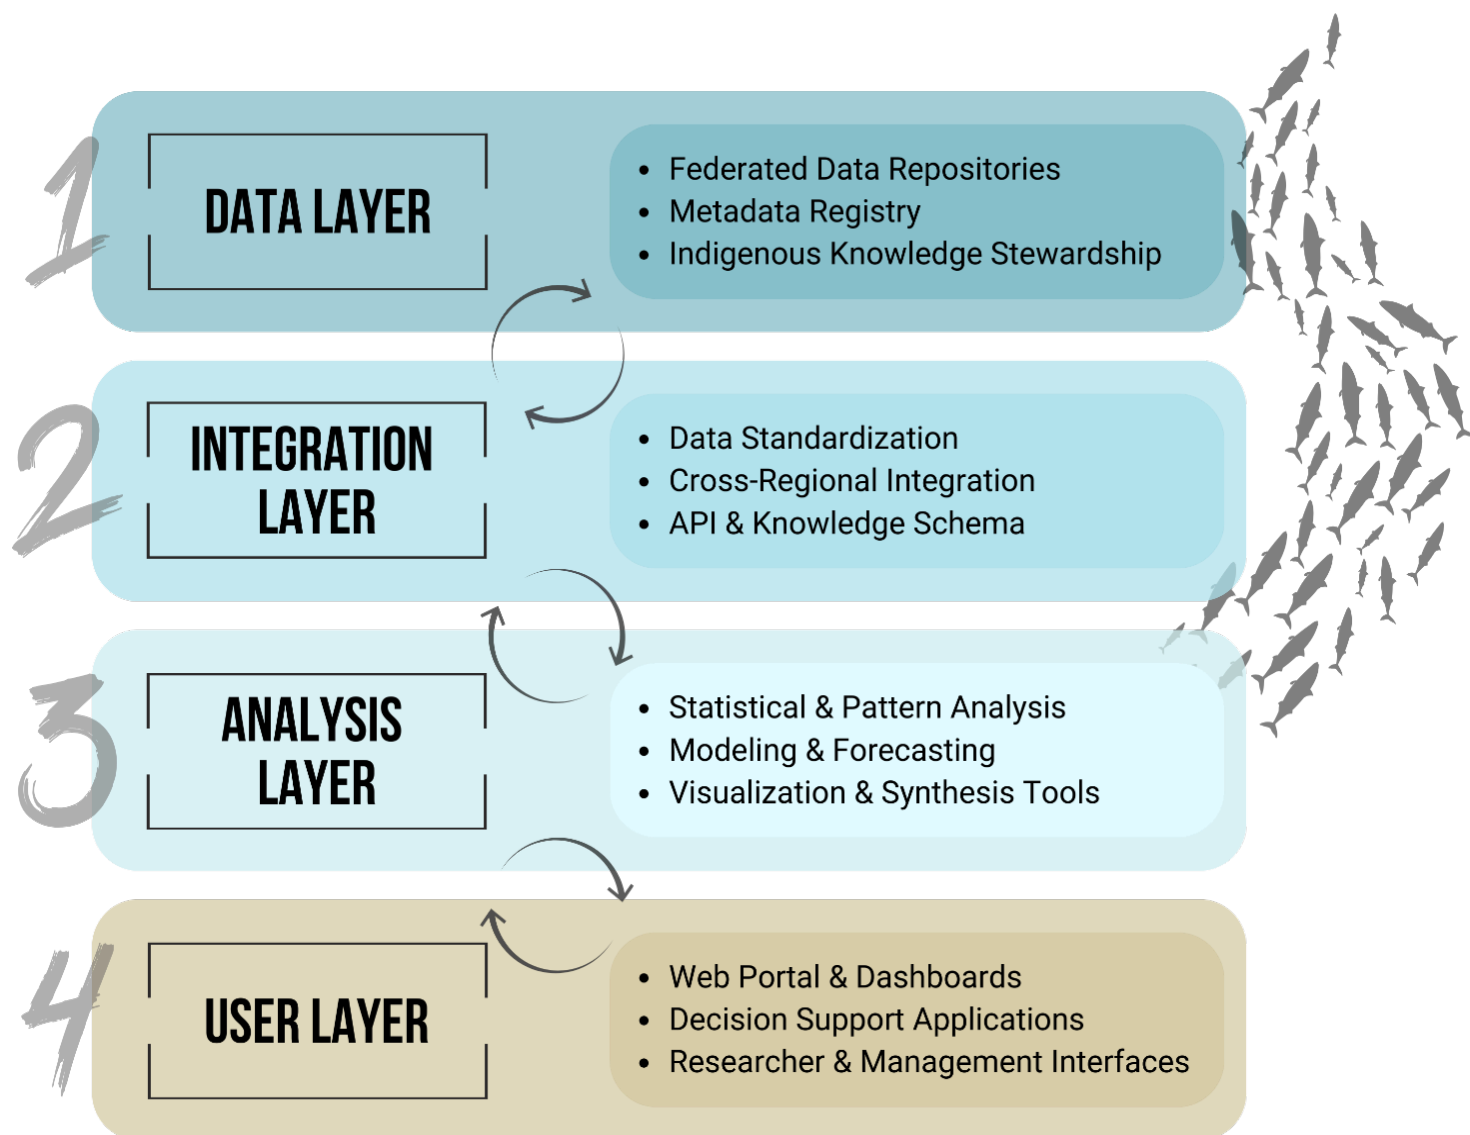 1
DATA LAYER
• Federated Data Repositories
• Metadata Registry
• Indigenous Knowledge Stewardship
2
INTEGRATION
LAYER
• Data Standardization
• Cross-Regional Integration
• API & Knowledge Schema
3
ANALYSIS
LAYER
• Statistical & Pattern Analysis
• Modeling & Forecasting
• Visualization & Synthesis Tools
4
USER LAYER
• Web Portal & Dashboards
• Decision Support Applications
• Researcher & Management Interfaces